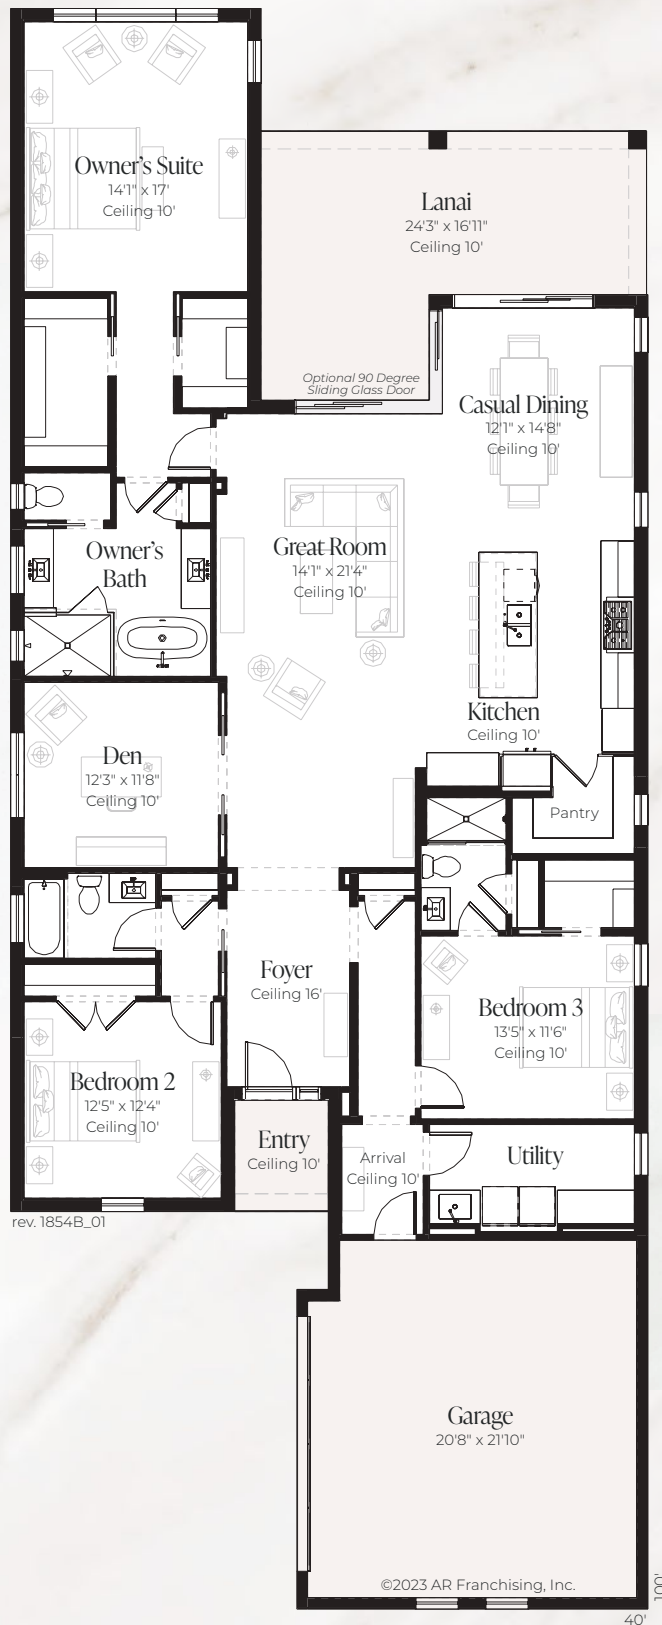 Owner's Suite
14'1" x 17'
Ceiling 10'
Lanai
24'3" x 16'11"
Ceiling 10'
Optional 90 Degree
Sliding Glass Door
Casual Dining
12'1" x 14'8"
Ceiling 10'
Owner's
Bath
Great Room
14'1" x 21'4"
Ceiling 10'
Kitchen
Ceiling 10'
Den
12'3" x 11'8"
Ceiling 10'
Pantry
Foyer
Ceiling 16'
Bedroom 3
13'5" x 11'6"
Ceiling 10'
Bedroom 2
12'5" x 12'4"
Ceiling 10'
Entry
Ceiling 10'
Arrival
Ceiling 10'
Utility
rev. 1854B_01
Garage
20'8" x 21'10"
©2023 AR Franchising, Inc.
100'
40'